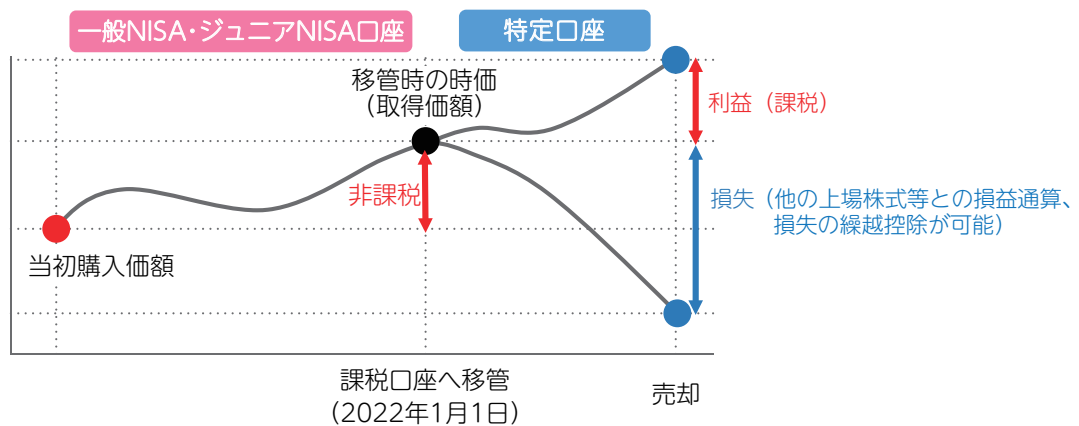 一般NISA・ジュニアNISA口座
特定口座
移管時の時価
（取得価額）
利益（課税）
非課税
損失（他の上場株式等との損益通算、
損失の繰越控除が可能）
当初購入価額
課税口座へ移管
（2022年1月1日）
売却